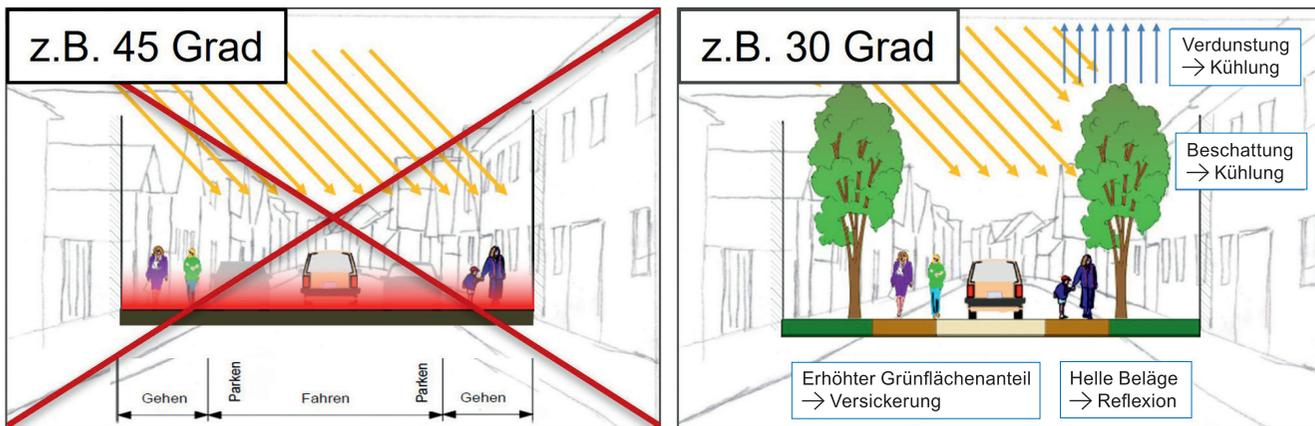 z.B. 45 Grad
Gehen
Parken
Fahren
Parken
Gehen
z.B. 30 Grad
Verdunstung
→ Kühlung
Beschattung
→ Kühlung
Erhöhter Grünflächenanteil
→ Versickerung
Helle Beläge
→ Reflexion